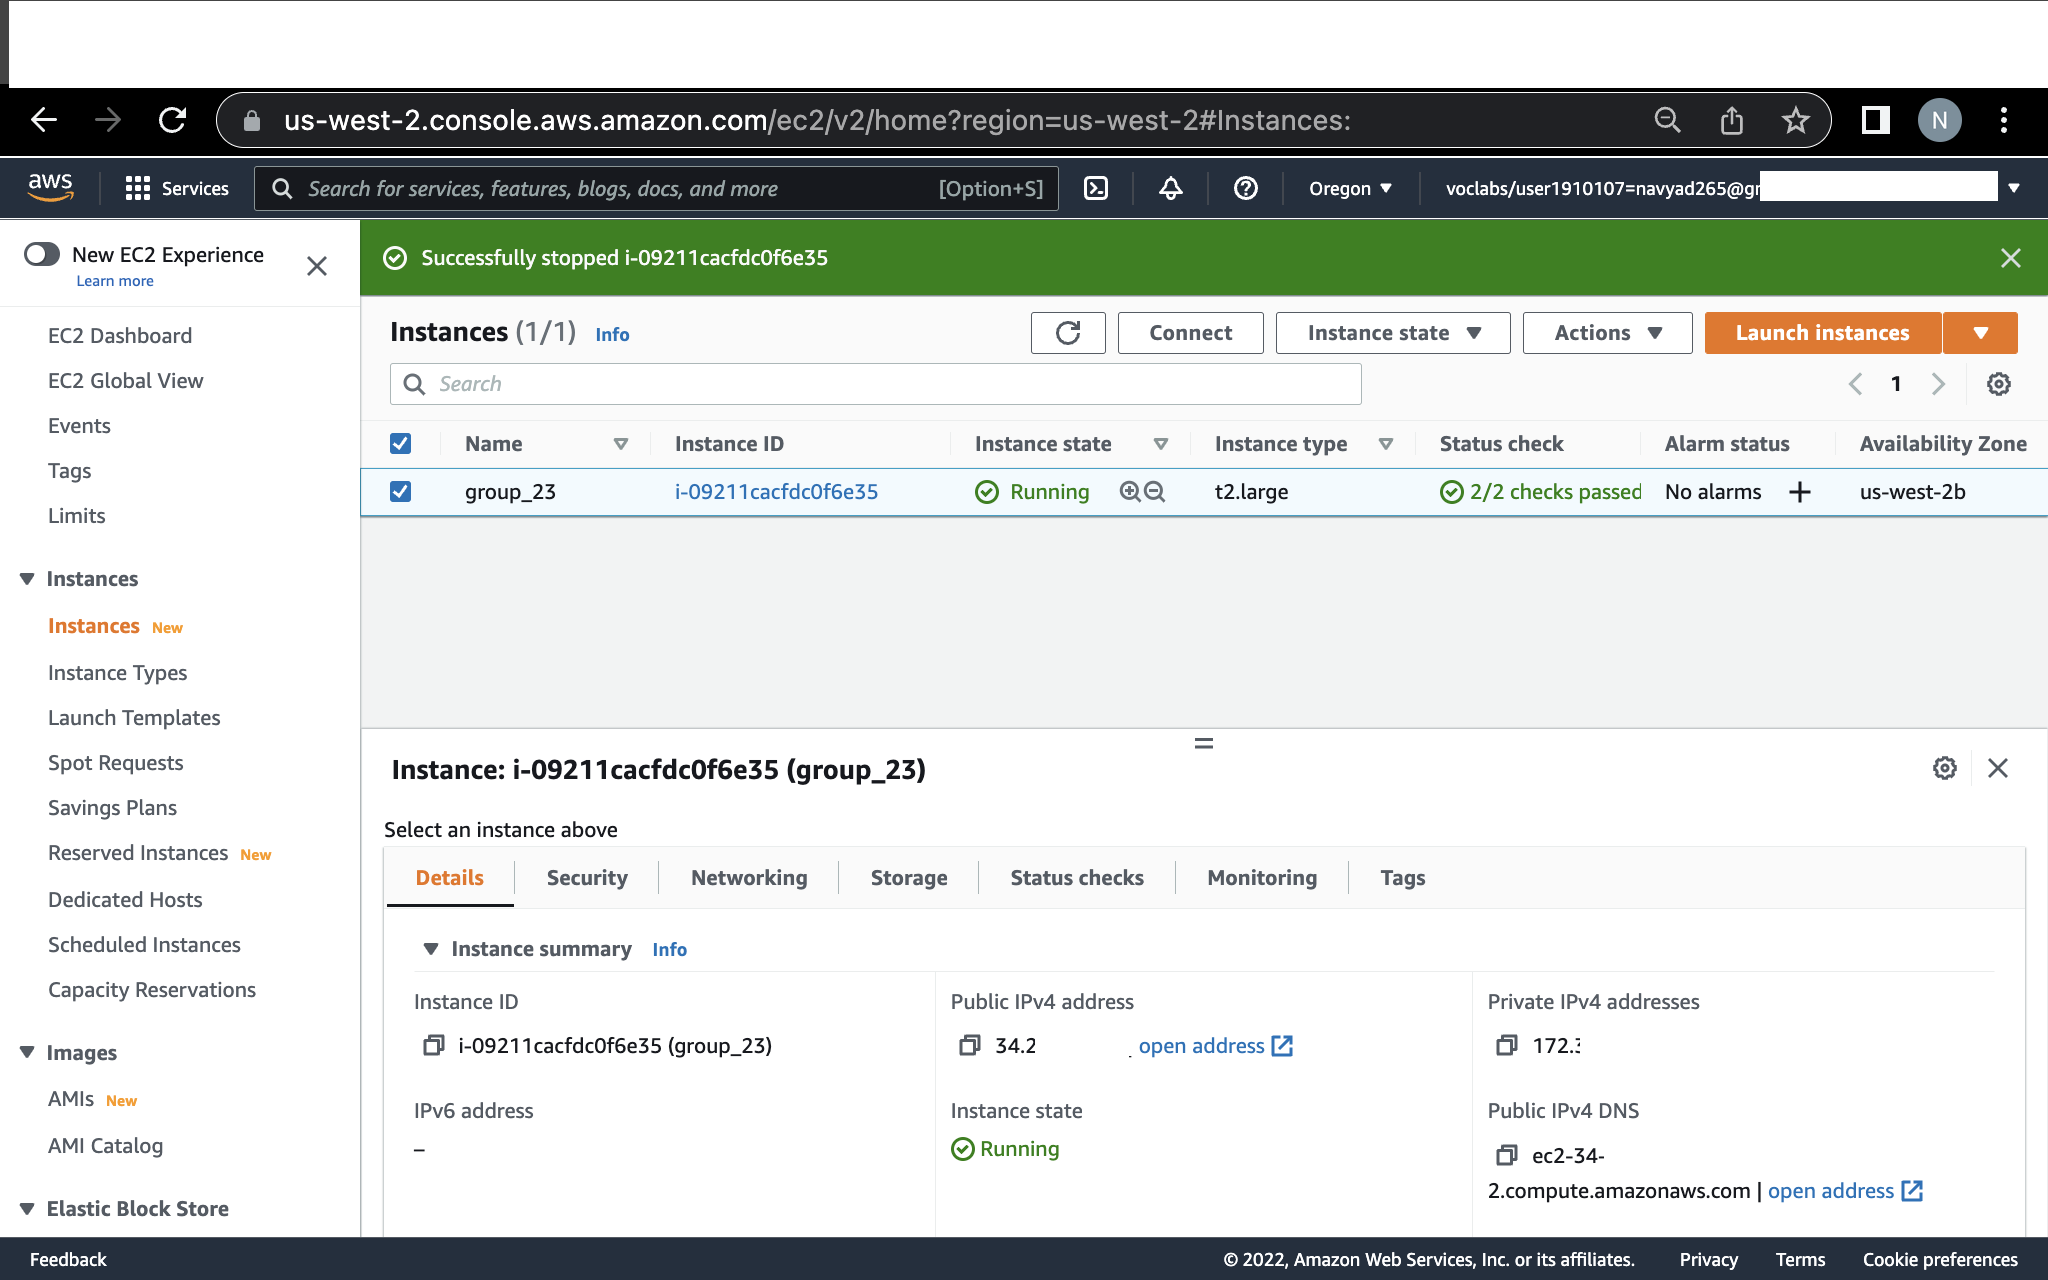 us-west-2.console.aws.amazon.com/ec2/v2/home?region=us-west-2#Instances:
N
aws
Services
Search for services, features, blogs, docs, and more
[Option+S]
Oregon
voclabs/user1910107=navyad265@gr
New EC2 Experience
Learn more
EC2 Dashboard
EC2 Global View
Events
Tags
Limits
Instances
Instances New
Instance Types
Launch Templates
Spot Requests
Savings Plans
Reserved Instances New
Dedicated Hosts
Scheduled Instances
Capacity Reservations
Images
AMIs New
AMI Catalog
Elastic Block Store
Successfully stopped i-09211cacfdc0f6e35
Instances (1/1) Info
Connect
Instance state
Actions
Launch instances
Search
1
Name Instance ID Instance state Instance type Status check Alarm status Availability Zone
group_23 i-09211cacfdc0f6e35 Running t2.large 2/2 checks passed No alarms + us-west-2b
Instance: i-09211cacfdc0f6e35 (group_23)
Select an instance above
Details Security Networking Storage Status checks Monitoring Tags
Instance summary Info
Instance ID
i-09211cacfdc0f6e35 (group_23)
Public IPv4 address
34.2
open address
Private IPv4 addresses
172.
IPv6 address
–
Instance state
Running
Public IPv4 DNS
ec2-34-
2.compute.amazonaws.com | open address
Feedback
© 2022, Amazon Web Services, Inc. or its affiliates.
Privacy
Terms
Cookie preferences